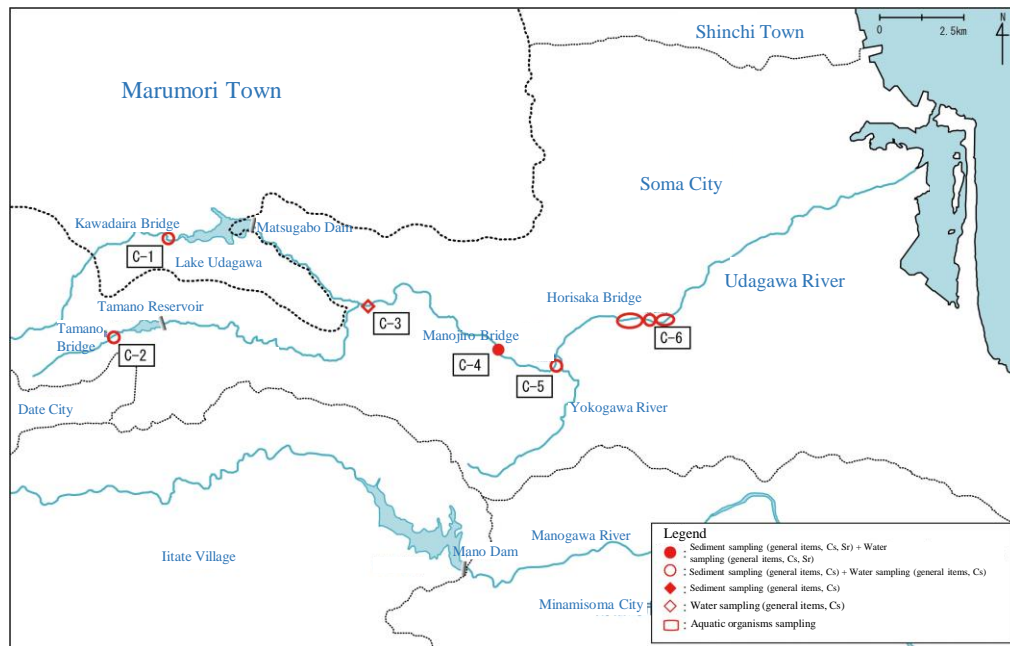 Shinchi Town
N
0
2.5km
Marumori Town
Soma City
Kawadaira Bridge
Matsugabo Dam
C-1
Lake Udagawa
Udagawa River
Tamano Reservoir
Horisaka Bridge
C-3
Tamano
Bridge
Manojiro Bridge
C-6
C-2
C-4
C-5
Date City
Yokogawa River
Manogawa River
Iitate Village
Mano Dam
Minamisoma City
Legend
: Sediment sampling (general items, Cs, Sr) + Water
sampling (general items, Cs, Sr)
: Sediment sampling (general items, Cs) + Water sampling (general items, Cs)
: Sediment sampling (general items, Cs)
: Water sampling (general items, Cs)
: Aquatic organisms sampling